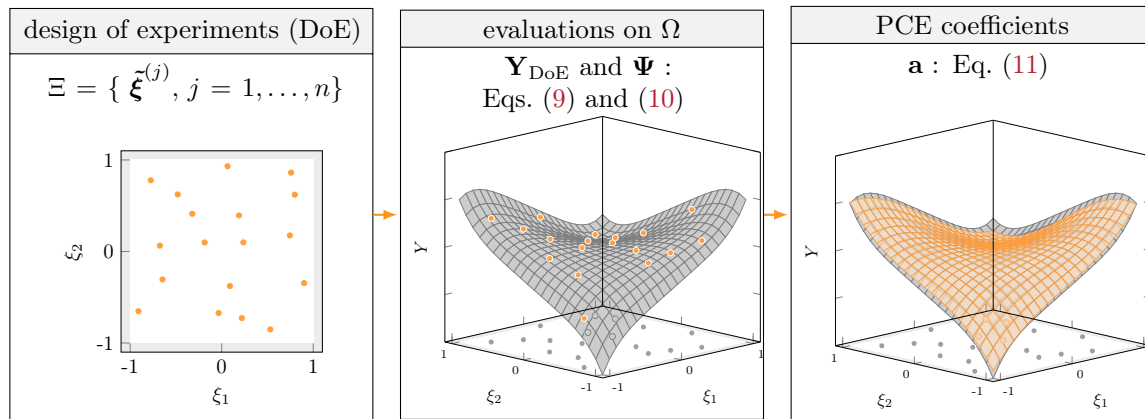 design of experiments (DoE)
Ξ = { ξ̃^(j), j = 1, . . . , n}
1
0
-1
ξ2
-1
0
1
ξ1
evaluations on Ω
Y_DoE and Ψ :
Eqs. (9) and (10)
Y
1
0
-1
-1
0
1
ξ2
ξ1
PCE coefficients
a : Eq. (11)
Y
1
0
-1
-1
0
1
ξ2
ξ1